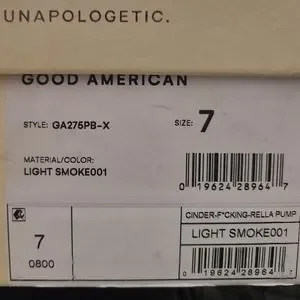 UNAPOLOGETIC.
GOOD AMERICAN
STYLE: GA275PB-X
SIZE: 7
MATERIAL/COLOR:
LIGHT SMOKE001
0 19624 28964 7
7
0800
CINDER-F*CKING-RELLA PUMP
LIGHT SMOKE001
0 19624 28964 7